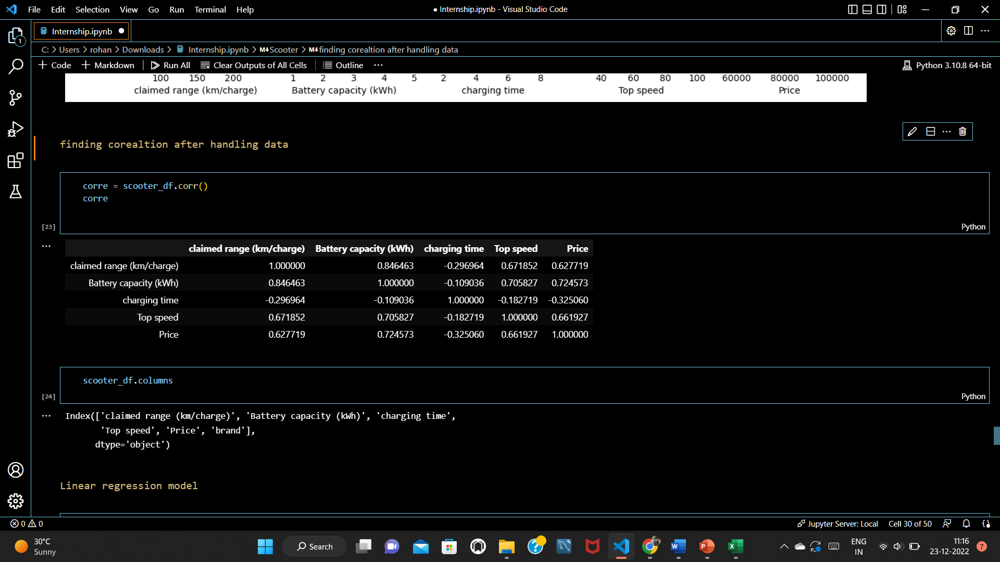 File Edit Selection View Go Run Terminal Help ● Internship.ipynb - Visual Studio Code
Internship.ipynb
1
C: > Users > rohan > Downloads > Internship.ipynb > M↓Scooter > M↓finding corealtion after handling data
+ Code + Markdown Run All Clear Outputs of All Cells Outline ··· Python 3.10.8 64-bit
100 150 200 1 2 3 4 5 2 4 6 8 40 60 80 100 60000 80000 100000
claimed range (km/charge) Battery capacity (kWh) charging time Top speed Price
finding corealtion after handling data
corre = scooter_df.corr()
corre
[23] Python
claimed range (km/charge) Battery capacity (kWh) charging time Top speed Price
claimed range (km/charge) 1.000000 0.846463 -0.296964 0.671852 0.627719
Battery capacity (kWh) 0.846463 1.000000 -0.109036 0.705827 0.724573
charging time -0.296964 -0.109036 1.000000 -0.182719 -0.325060
Top speed 0.671852 0.705827 -0.182719 1.000000 0.661927
Price 0.627719 0.724573 -0.325060 0.661927 1.000000
scooter_df.columns
[24] Python
Index(['claimed range (km/charge)', 'Battery capacity (kWh)', 'charging time',
'Top speed', 'Price', 'brand'],
dtype='object')
Linear regression model
0 0 Jupyter Server: Local Cell 30 of 50
30°C
Sunny
Search
ENG
IN
11:16
23-12-2022
7